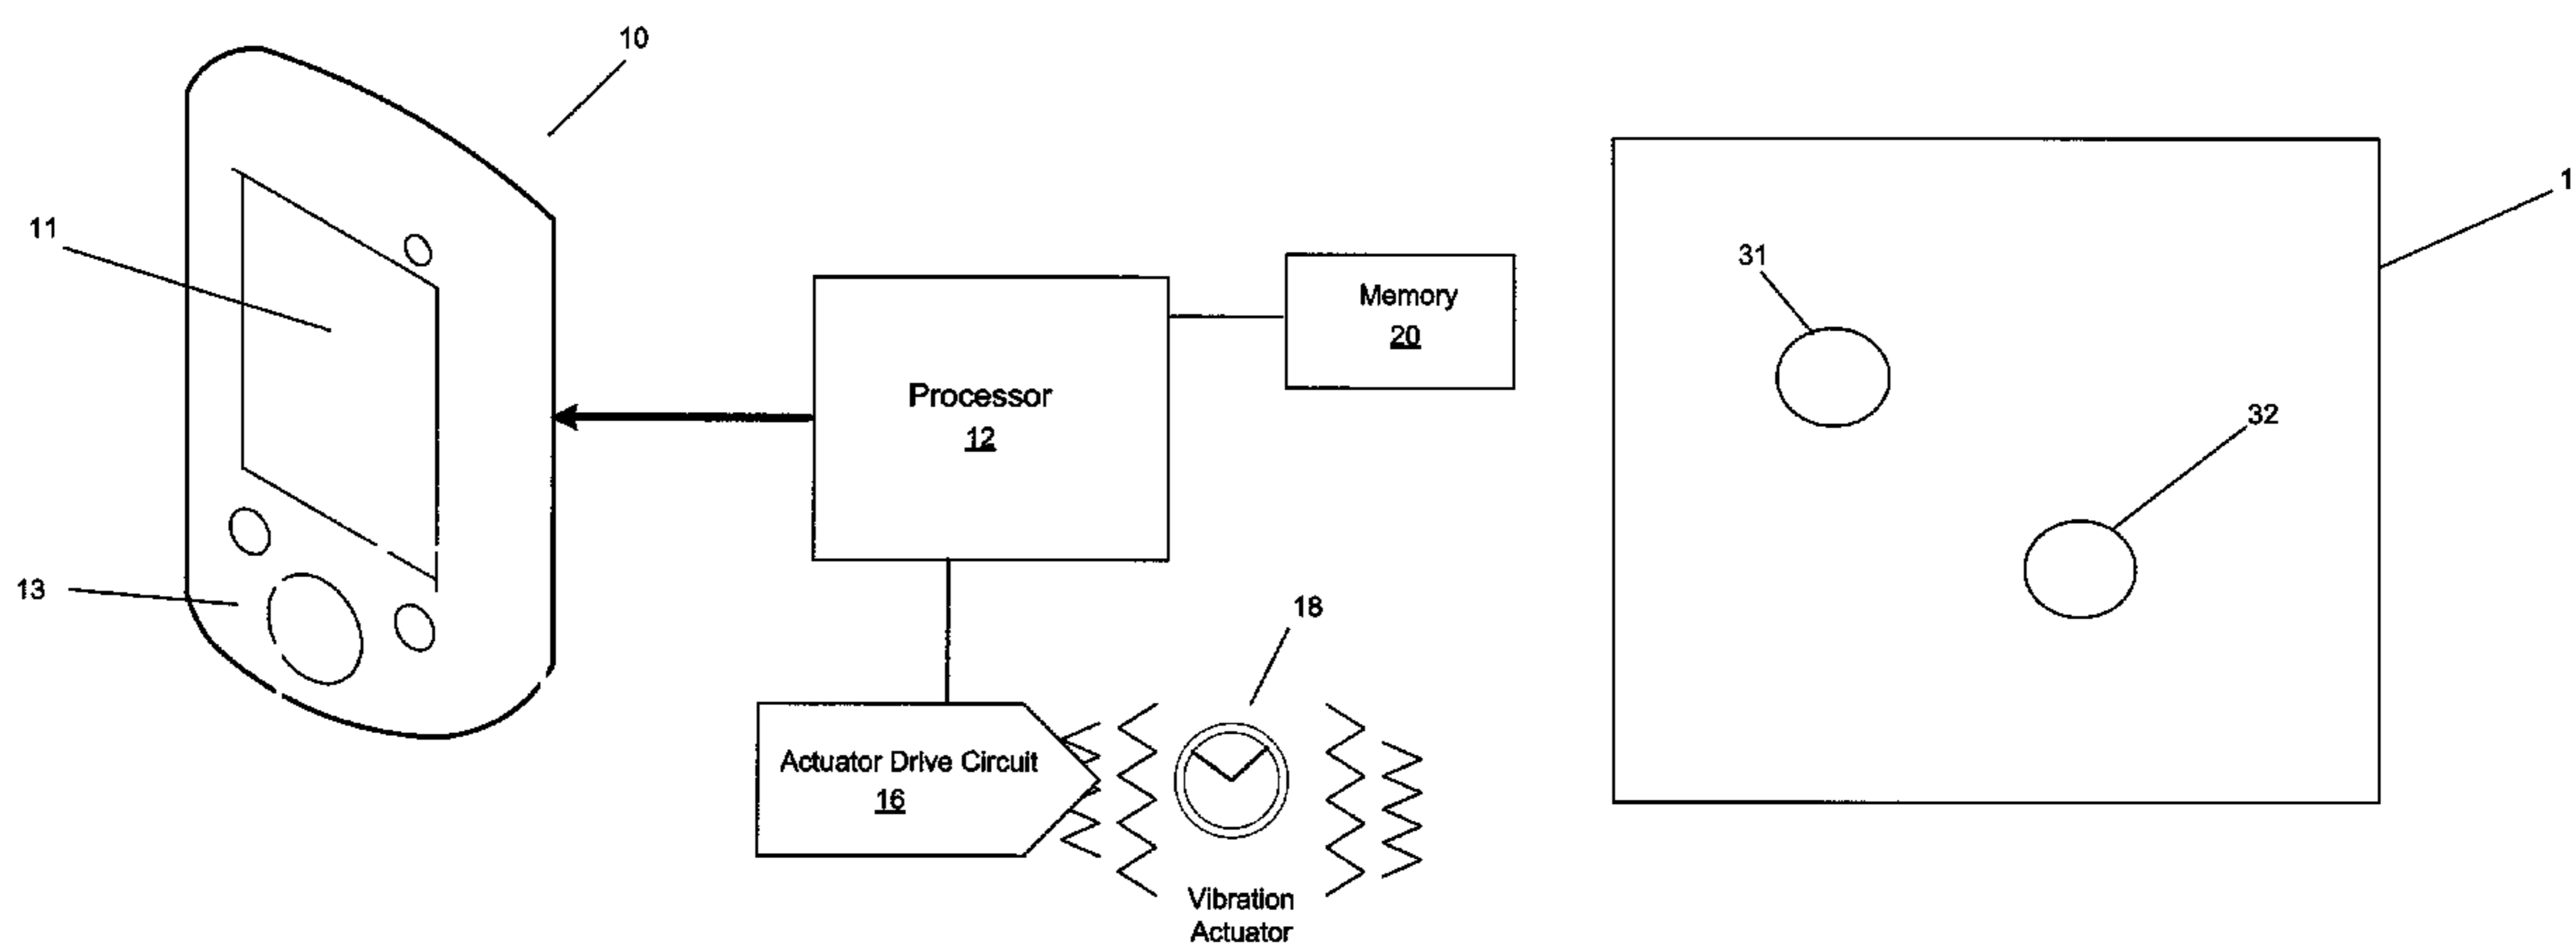 10
11
13
Processor
12
Memory
20
Actuator Drive Circuit
16
18
Vibration
Actuator
31
32
1